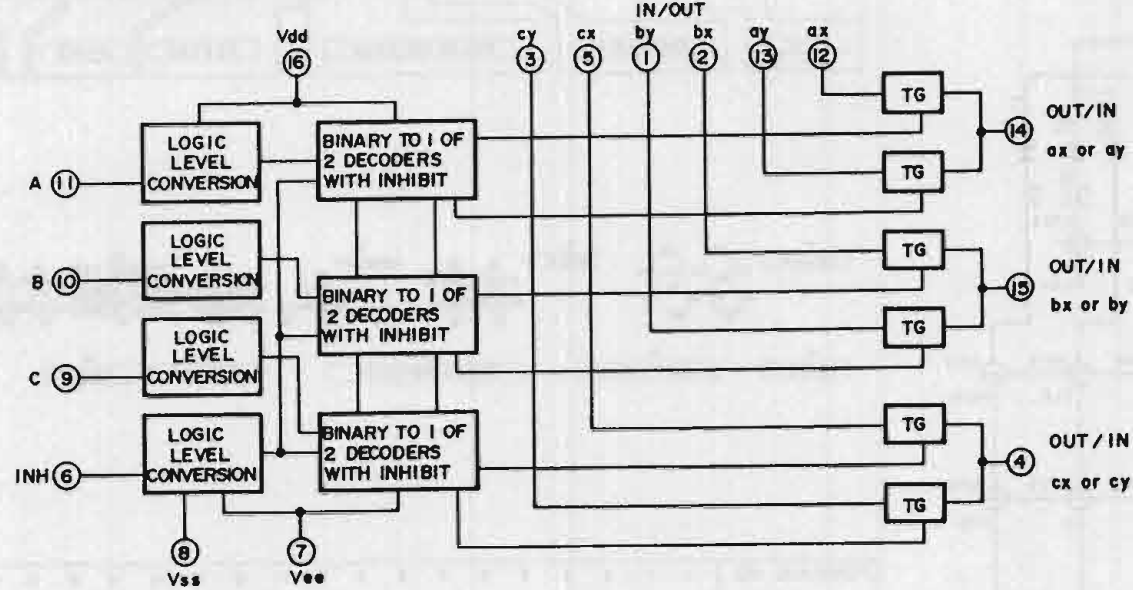 IN/OUT
Vdd
cy cx by bx ay ax
16 3 5 1 2 13 12
TG
LOGIC
LEVEL
CONVERSION
BINARY TO 1 OF
2 DECODERS
WITH INHIBIT
OUT/IN
14
ax or ay
TG
A 11
LOGIC
LEVEL
CONVERSION
TG
B 10
BINARY TO 1 OF
2 DECODERS
WITH INHIBIT
OUT/IN
15
bx or by
TG
LOGIC
LEVEL
CONVERSION
C 9
BINARY TO 1 OF
2 DECODERS
WITH INHIBIT
TG
LOGIC
LEVEL
CONVERSION
OUT/IN
4
cx or cy
INH 6
TG
8 7
Vss Vee